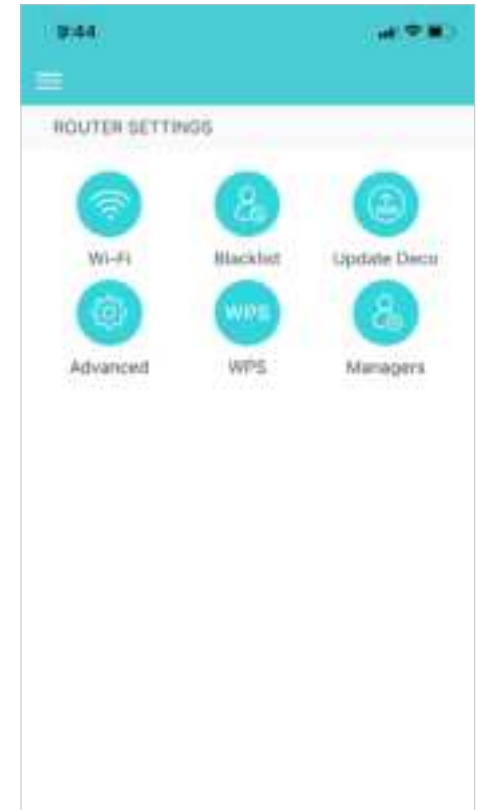 9:44
ROUTER SETTINGS
Wi-Fi Blacklist Update Deco
WPS
Advanced WPS Managers